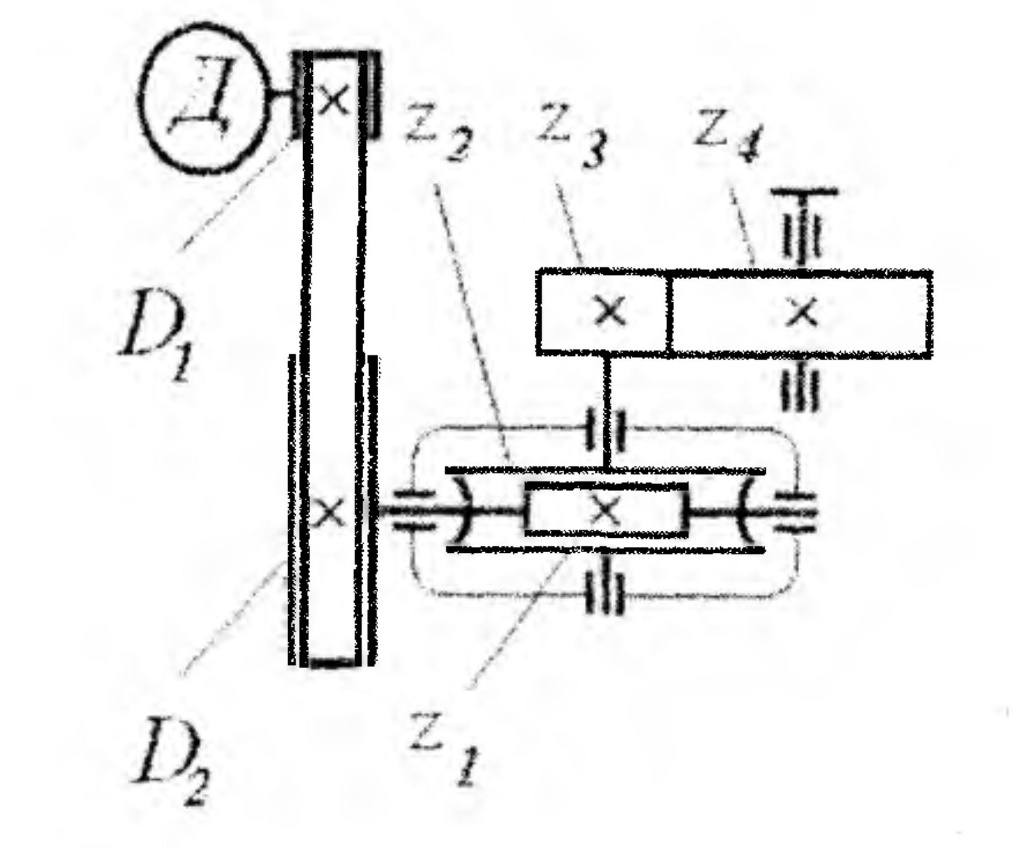 Д
z₂ z₃ z₄
D₁
D₂
z₁